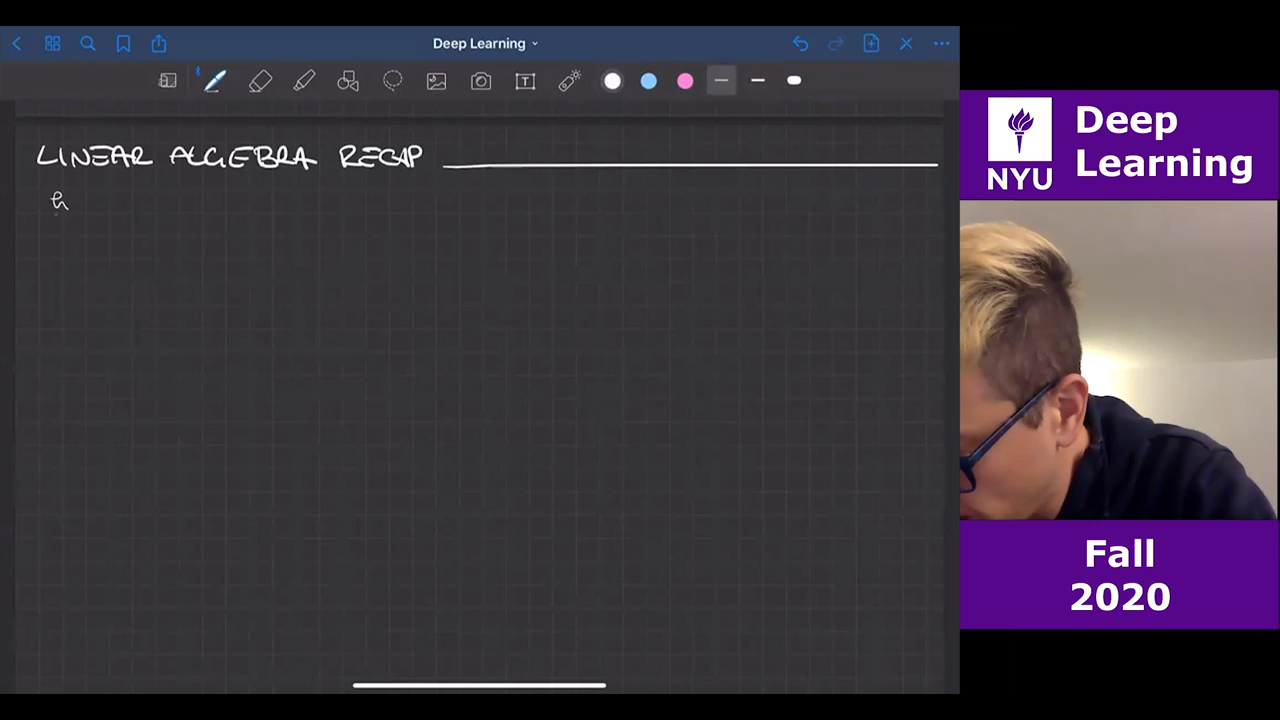 Deep Learning
T
LINEAR ALGEBRA RECAP
h
NYU
Deep
Learning
Fall
2020